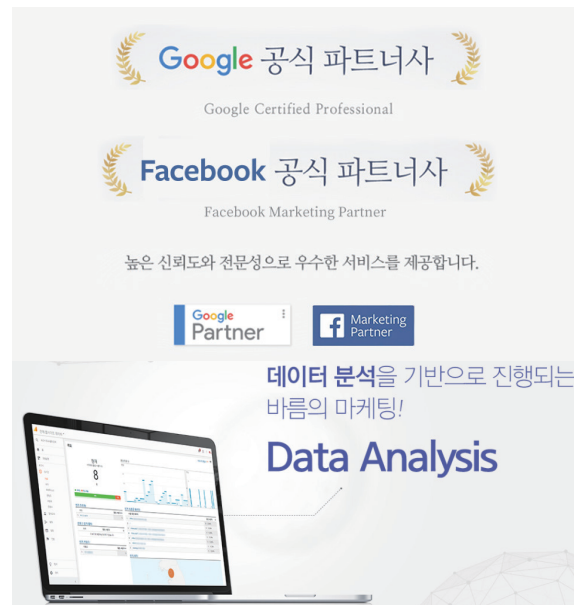 Google 공식 파트너사
Google Certified Professional
Facebook 공식 파트너사
Facebook Marketing Partner
높은 신뢰도와 전문성으로 우수한 서비스를 제공합니다.
Google
Partner
Marketing
Partner
데이터 분석을 기반으로 진행되는
바름의 마케팅!
Data Analysis
8